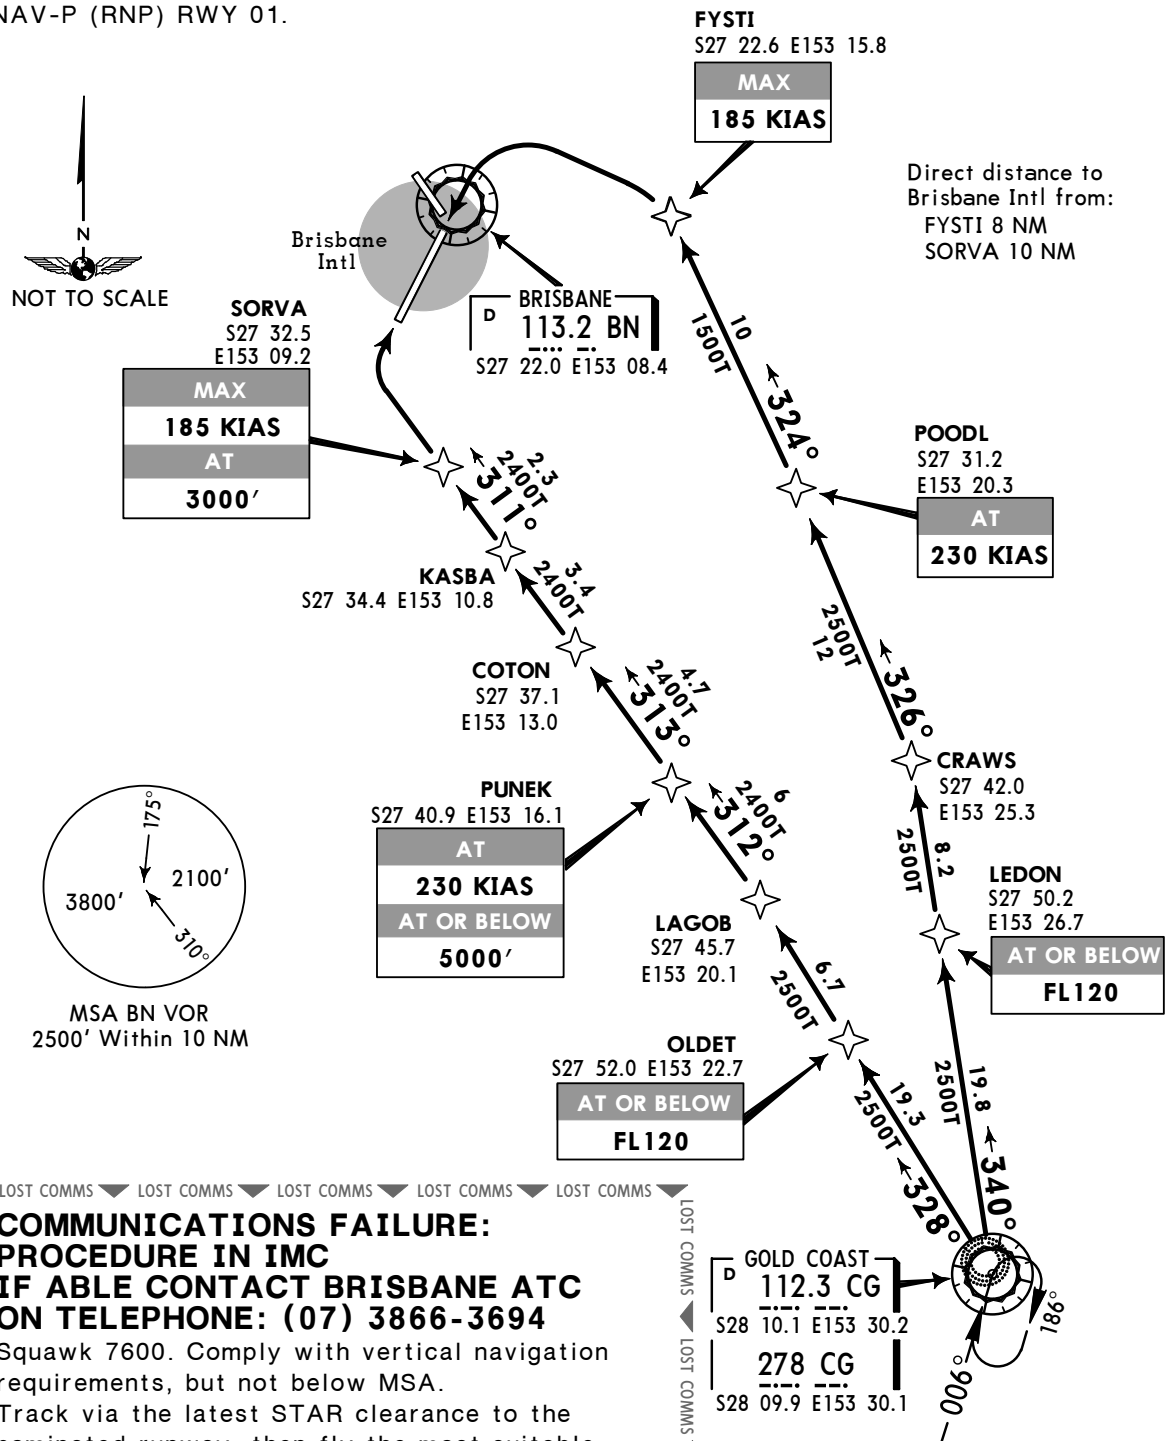 NAV-P (RNP) RWY 01.
FYSTI
S27 22.6 E153 15.8
MAX
185 KIAS
Direct distance to
Brisbane Intl from:
FYSTI 8 NM
SORVA 10 NM
N
NOT TO SCALE
Brisbane
Intl
BRISBANE
D 113.2 BN
S27 22.0 E153 08.4
SORVA
S27 32.5
E153 09.2
MAX
185 KIAS
AT
3000'
10
1500T
324°
POODL
S27 31.2
E153 20.3
AT
230 KIAS
2.3
2400T
311°
KASBA
S27 34.4 E153 10.8
3.4
2400T
COTON
S27 37.1
E153 13.0
4.7
2400T
313°
2500T
12
326°
CRAWS
S27 42.0
E153 25.3
PUNEK
S27 40.9 E153 16.1
AT
230 KIAS
AT OR BELOW
5000'
6
2400T
312°
8.2
2500T
LEDON
S27 50.2
E153 26.7
AT OR BELOW
FL120
175°
3800'
2100'
310°
MSA BN VOR
2500' Within 10 NM
LAGOB
S27 45.7
E153 20.1
6.7
2500T
OLDET
S27 52.0 E153 22.7
AT OR BELOW
FL120
19.3
2500T
328°
19.8
2500T
340°
LOST COMMS LOST COMMS LOST COMMS LOST COMMS LOST COMMS
LOST COMMS
LOST COMMS
COMMUNICATIONS FAILURE:
PROCEDURE IN IMC
IF ABLE CONTACT BRISBANE ATC
ON TELEPHONE: (07) 3866-3694
Squawk 7600. Comply with vertical navigation
requirements, but not below MSA.
Track via the latest STAR clearance to the
nominated runway, then fly the most suitable
GOLD COAST
D 112.3 CG
S28 10.1 E153 30.2
278 CG
S28 09.9 E153 30.1
186°
006°